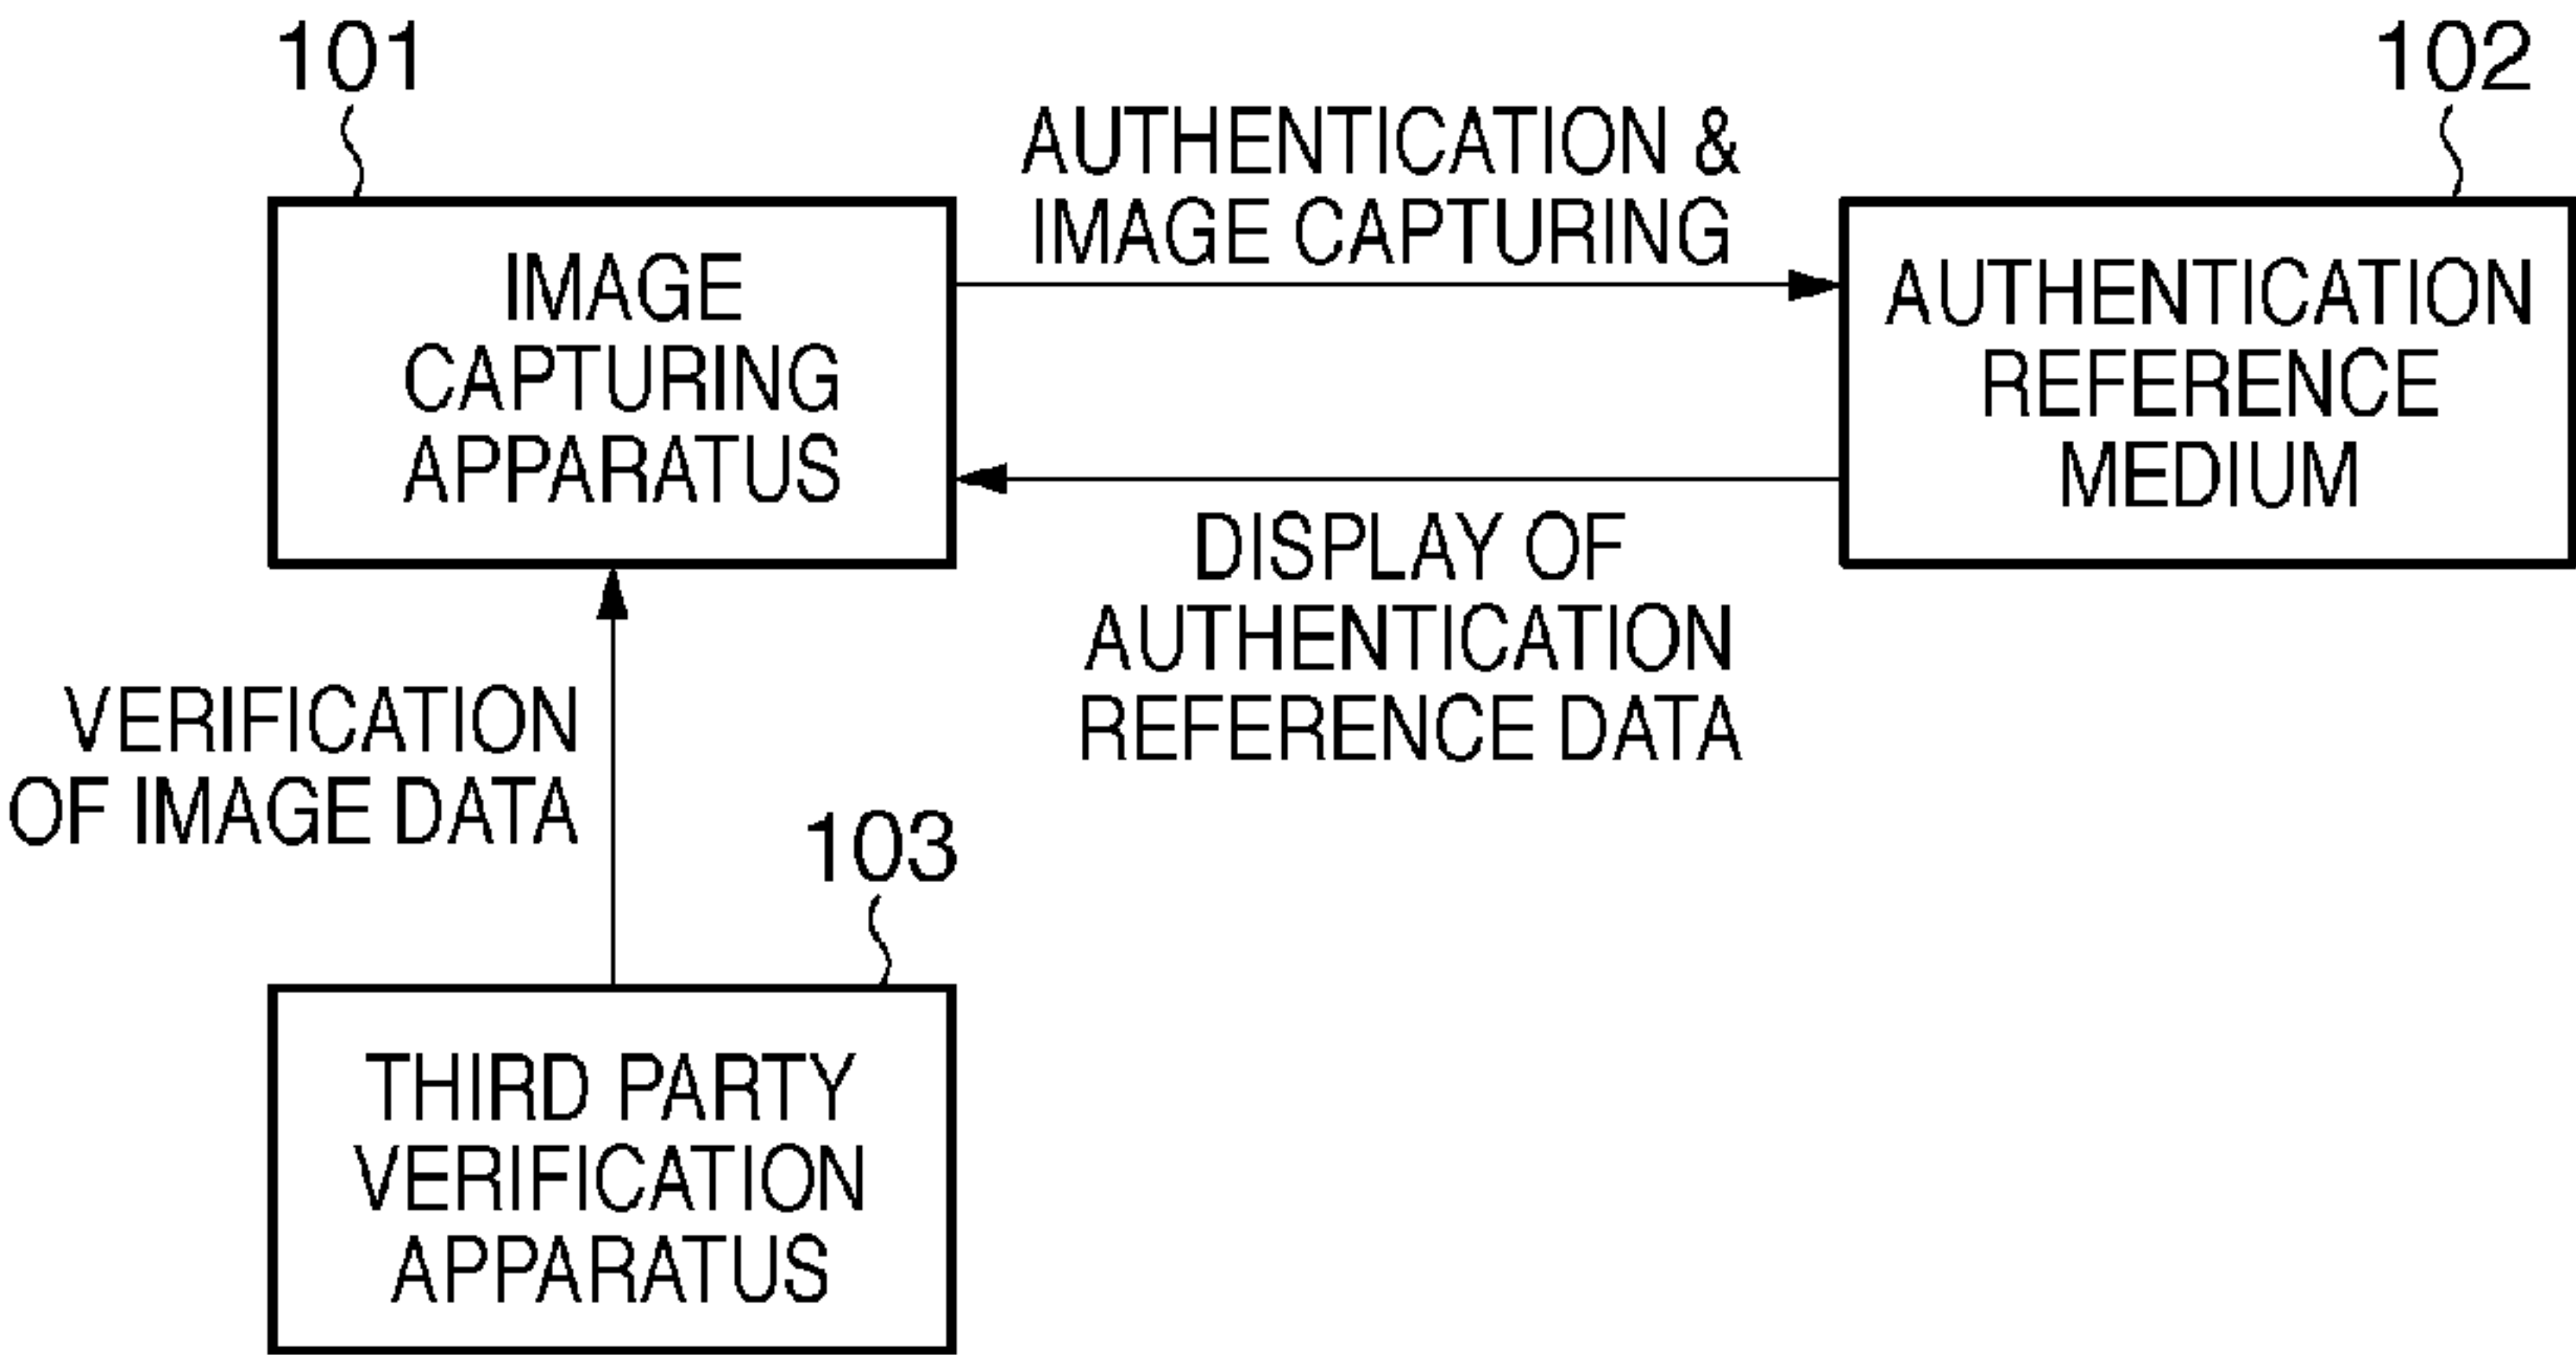 101
102
AUTHENTICATION &
IMAGE CAPTURING
IMAGE
CAPTURING
APPARATUS
AUTHENTICATION
REFERENCE
MEDIUM
DISPLAY OF
AUTHENTICATION
REFERENCE DATA
VERIFICATION
OF IMAGE DATA
103
THIRD PARTY
VERIFICATION
APPARATUS